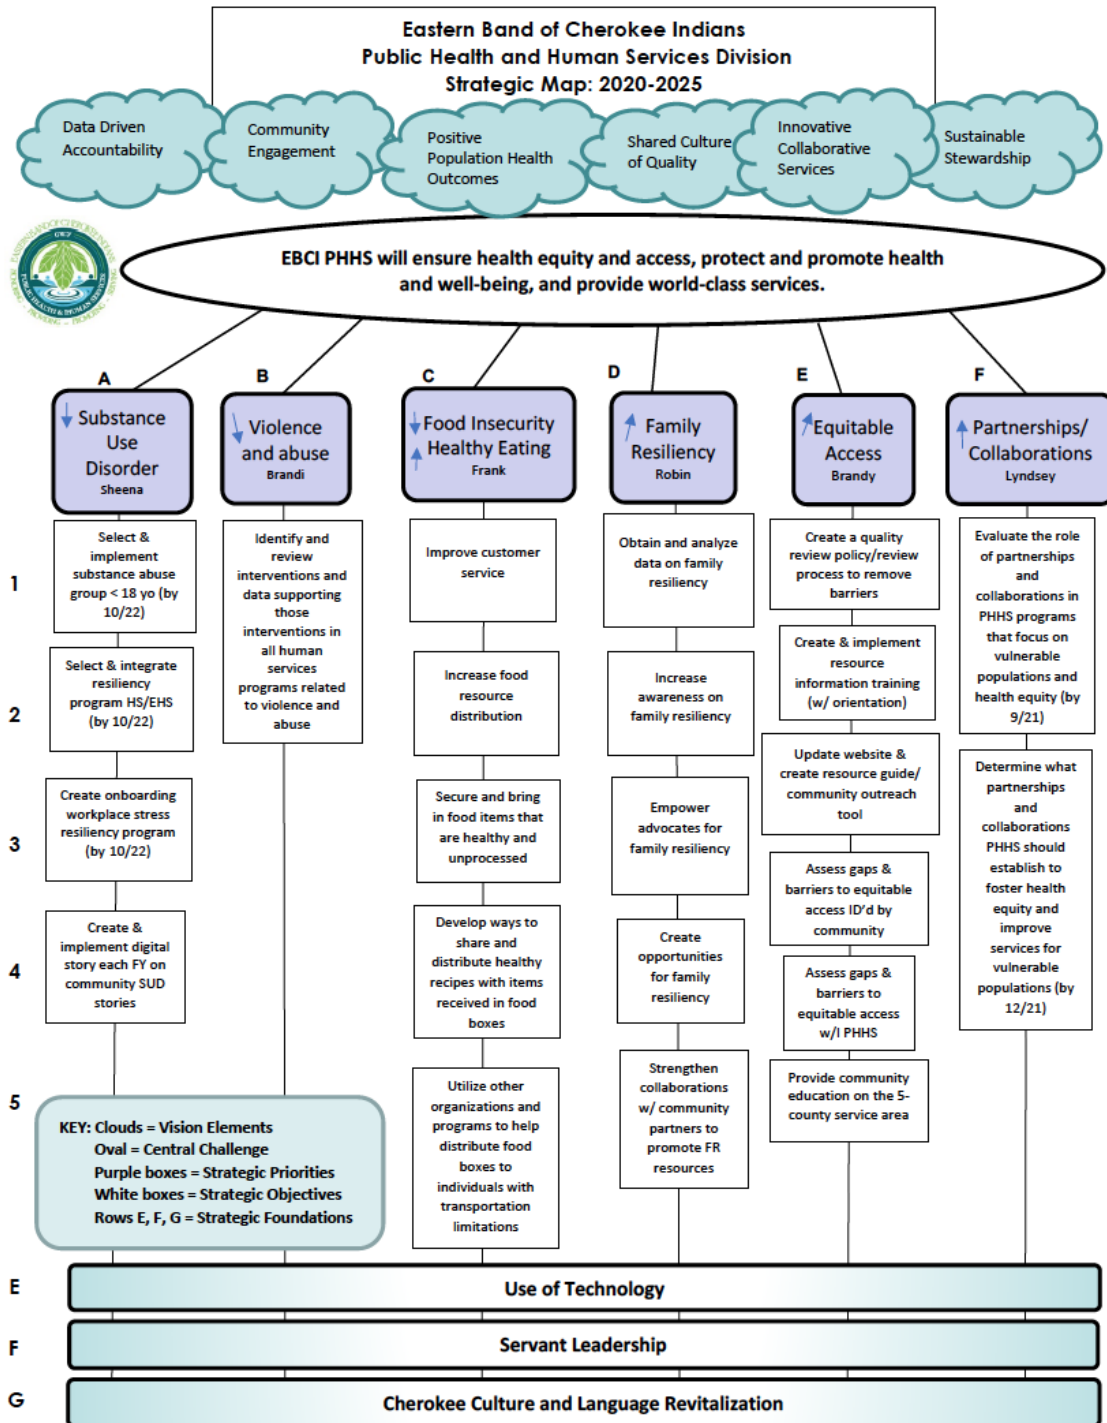 Eastern Band of Cherokee Indians
Public Health and Human Services Division
Strategic Map: 2020-2025
Data Driven
Accountability
Community
Engagement
Positive
Population Health
Outcomes
Shared Culture
of Quality
Innovative
Collaborative
Services
Sustainable
Stewardship
EASTERN BAND OF CHEROKEE INDIANS
PUBLIC HEALTH & HUMAN SERVICES
PROVIDING
PROMOTING
EBCI PHHS will ensure health equity and access, protect and promote health
and well-being, and provide world-class services.
A
B
C
D
E
F
Substance
Use
Disorder
Sheena
Violence
and abuse
Brandi
Food Insecurity
Healthy Eating
Frank
Family
Resiliency
Robin
Equitable
Access
Brandy
Partnerships/
Collaborations
Lyndsey
1
2
3
4
5
Select &
implement
substance abuse
group < 18 yo (by
10/22)
Select & integrate
resiliency
program HS/EHS
(by 10/22)
Create onboarding
workplace stress
resiliency program
(by 10/22)
Create &
implement digital
story each FY on
community SUD
stories
Identify and
review
interventions and
data supporting
those
interventions in
all human
services
programs related
to violence and
abuse
Improve customer
service
Increase food
resource
distribution
Secure and bring
in food items that
are healthy and
unprocessed
Develop ways to
share and
distribute healthy
recipes with items
received in food
boxes
Utilize other
organizations and
programs to help
distribute food
boxes to
individuals with
transportation
limitations
Obtain and analyze
data on family
resiliency
Increase
awareness on
family resiliency
Empower
advocates for
family resiliency
Create
opportunities
for family
resiliency
Strengthen
collaborations
w/ community
partners to
promote FR
resources
Create a quality
review policy/review
process to remove
barriers
Create & implement
resource
information training
(w/ orientation)
Update website &
create resource guide/
community outreach
tool
Assess gaps &
barriers to equitable
access ID'd by
community
Assess gaps &
barriers to
equitable access
w/I PHHS
Provide community
education on the 5-
county service area
Evaluate the role
of partnerships
and
collaborations in
PHHS programs
that focus on
vulnerable
populations and
health equity (by
9/21)
Determine what
partnerships
and
collaborations
PHHS should
establish to
foster health
equity and
improve
services for
vulnerable
populations (by
12/21)
KEY: Clouds = Vision Elements
Oval = Central Challenge
Purple boxes = Strategic Priorities
White boxes = Strategic Objectives
Rows E, F, G = Strategic Foundations
E
Use of Technology
F
Servant Leadership
G
Cherokee Culture and Language Revitalization